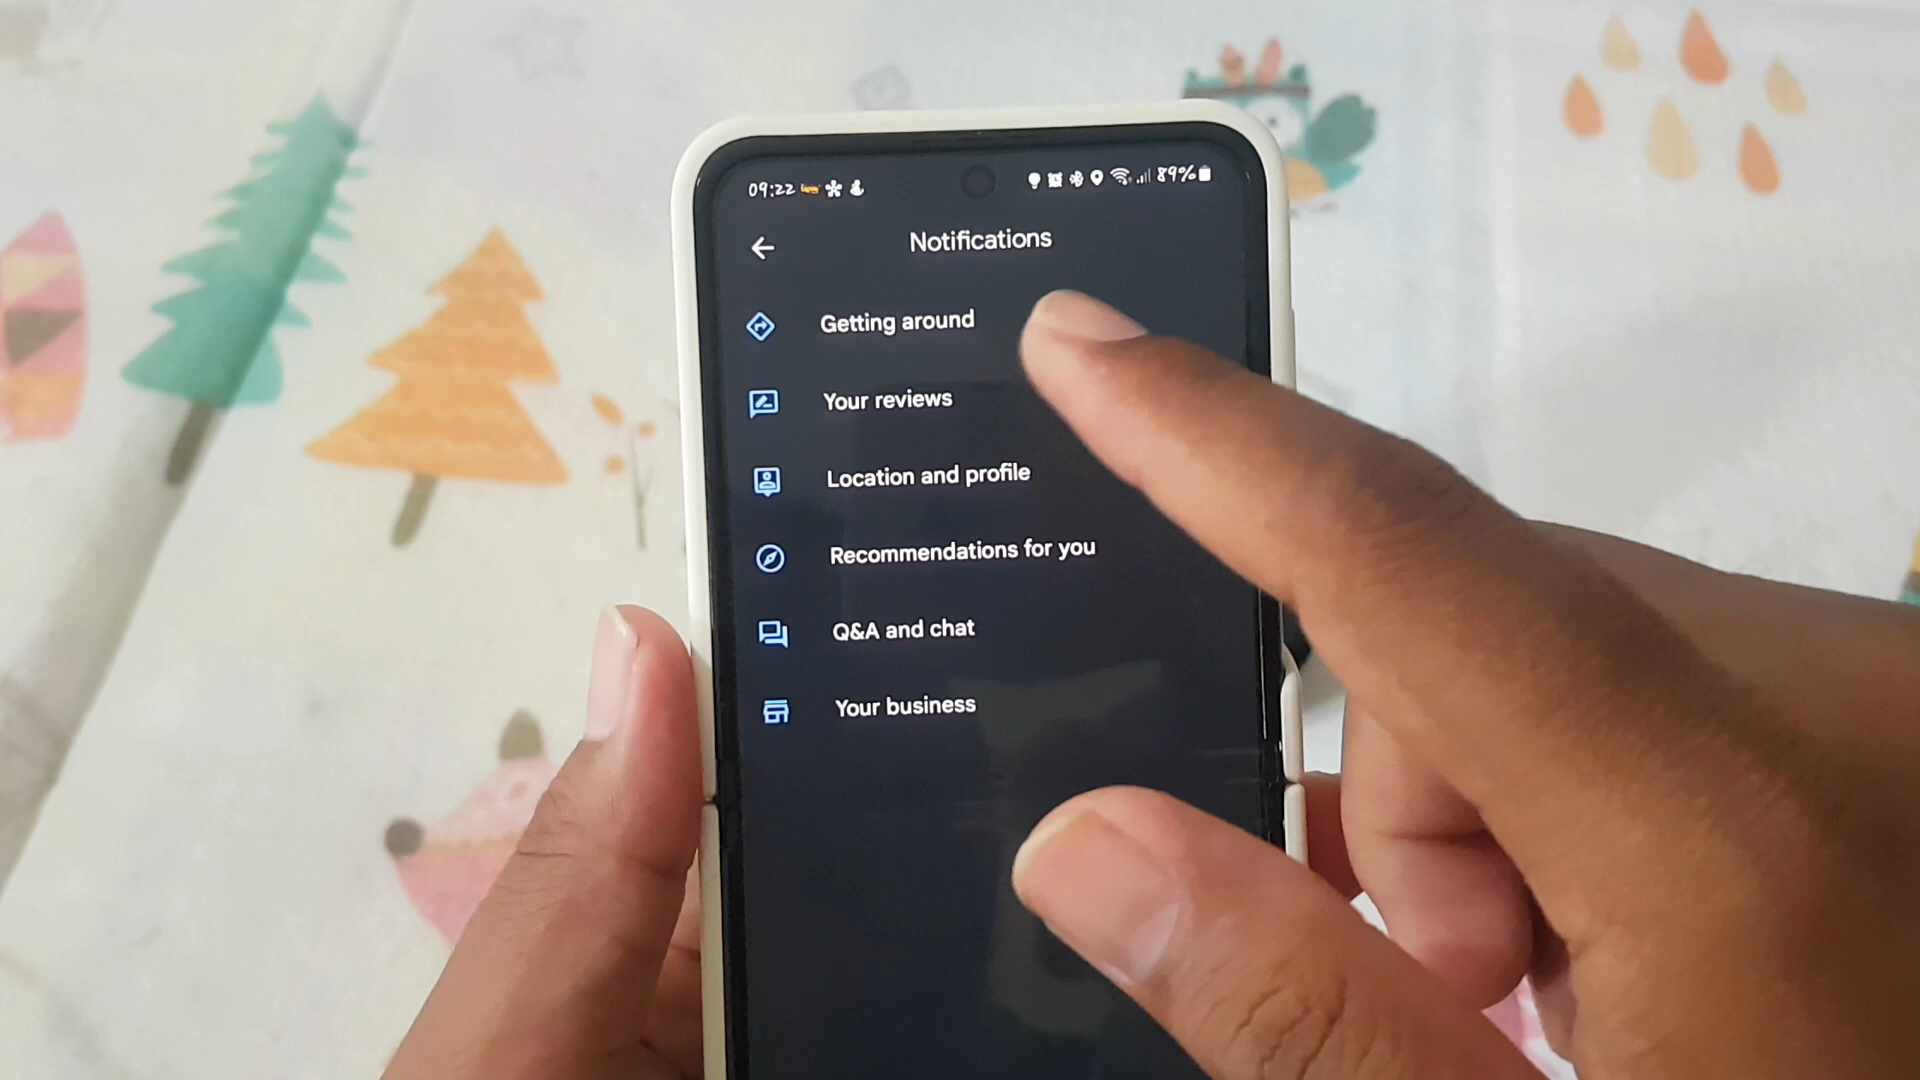 09:22 89%
Notifications
Getting around
Your reviews
Location and profile
Recommendations for you
Q&A and chat
Your business